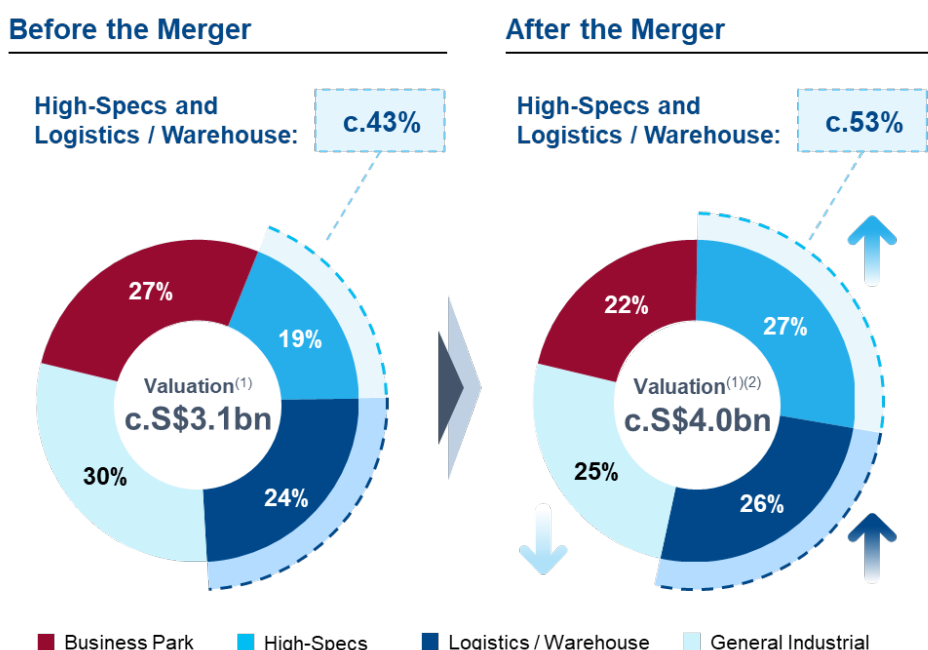 Before the Merger
After the Merger
High-Specs and
Logistics / Warehouse:
c.43%
High-Specs and
Logistics / Warehouse:
c.53%
27%
19%
Valuation(1)
c.S$3.1bn
30%
24%
22%
27%
Valuation(1)(2)
c.S$4.0bn
25%
26%
Business Park
High-Specs
Logistics / Warehouse
General Industrial